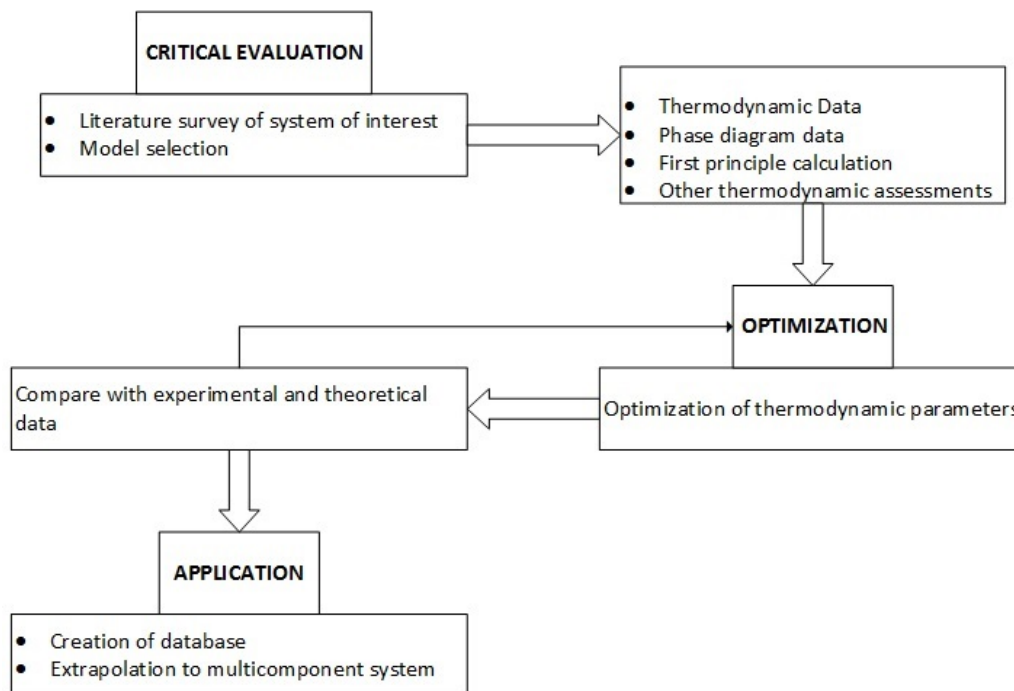 CRITICAL EVALUATION
● Literature survey of system of interest
● Model selection
● Thermodynamic Data
● Phase diagram data
● First principle calculation
● Other thermodynamic assessments
OPTIMIZATION
Optimization of thermodynamic parameters
Compare with experimental and theoretical
data
APPLICATION
● Creation of database
● Extrapolation to multicomponent system